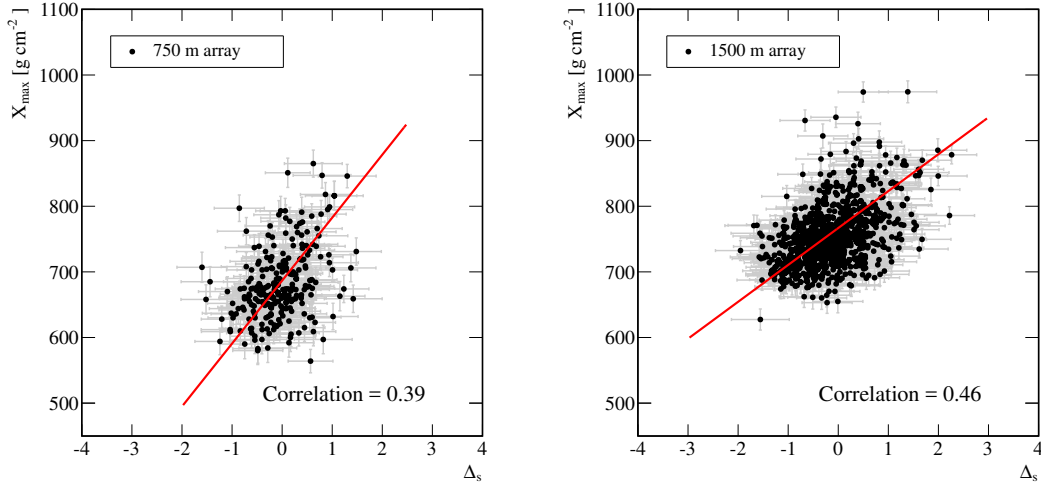 X_max [g cm^-2]
1100
1000
900
800
700
600
500
750 m array
Correlation = 0.39
-4 -3 -2 -1 0 1 2 3 4
Δ_s
X_max [g cm^-2]
1100
1000
900
800
700
600
500
1500 m array
Correlation = 0.46
-4 -3 -2 -1 0 1 2 3 4
Δ_s